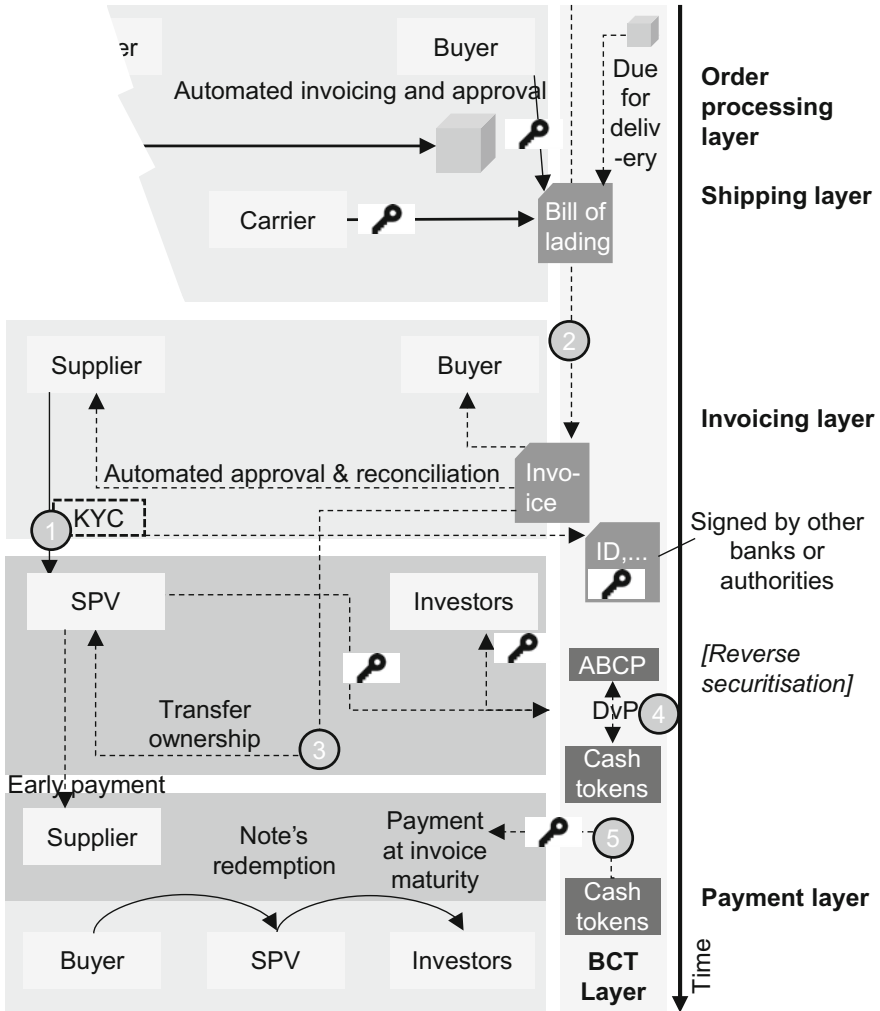 er
Buyer
Automated invoicing and approval
Due
for
deliv
-ery
Order
processing
layer
Shipping layer
Carrier
Bill of
lading
2
Supplier
Buyer
Invoicing layer
Automated approval & reconciliation
Invo-
ice
1
KYC
ID,...
Signed by other
banks or
authorities
SPV
Investors
ABCP
[Reverse
securitisation]
DvP
4
Transfer
ownership
3
Cash
tokens
Early payment
Supplier
Note's
redemption
Payment
at invoice
maturity
5
Cash
tokens
Payment layer
Buyer
SPV
Investors
BCT
Layer
Time